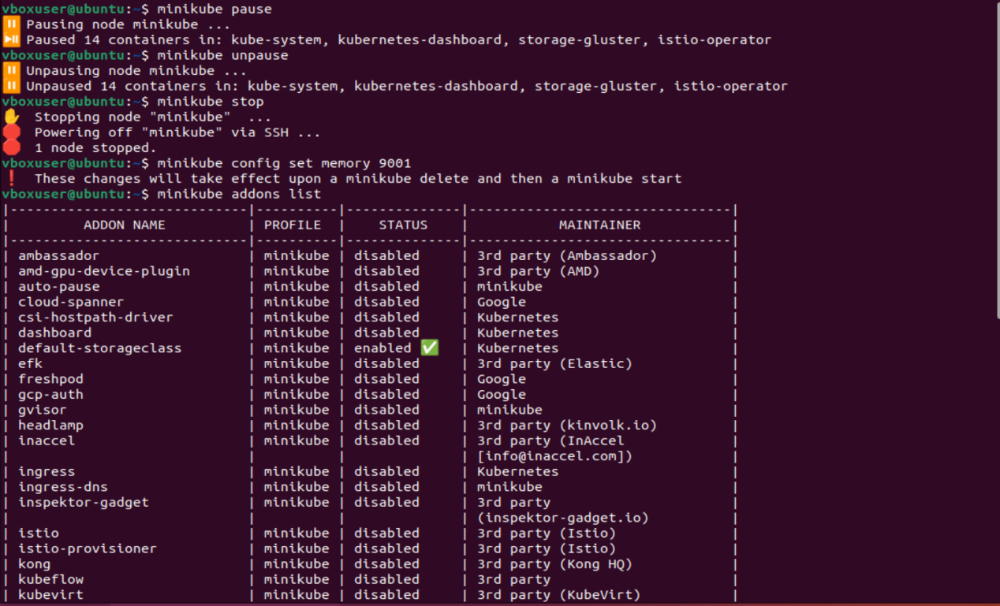 vboxuser@ubuntu:~$ minikube pause
Pausing node minikube ...
Paused 14 containers in: kube-system, kubernetes-dashboard, storage-gluster, istio-operator
vboxuser@ubuntu:~$ minikube unpause
Unpausing node minikube ...
Unpaused 14 containers in: kube-system, kubernetes-dashboard, storage-gluster, istio-operator
vboxuser@ubuntu:~$ minikube stop
✋ Stopping node "minikube"  ...
🛑 Powering off "minikube" via SSH ...
🛑 1 node stopped.
vboxuser@ubuntu:~$ minikube config set memory 9001
❗ These changes will take effect upon a minikube delete and then a minikube start
vboxuser@ubuntu:~$ minikube addons list
|-----------------------------|----------|--------------|--------------------------------|
|         ADDON NAME          | PROFILE  |    STATUS    |           MAINTAINER           |
|-----------------------------|----------|--------------|--------------------------------|
| ambassador                  | minikube | disabled     | 3rd party (Ambassador)         |
| amd-gpu-device-plugin       | minikube | disabled     | 3rd party (AMD)                |
| auto-pause                  | minikube | disabled     | minikube                       |
| cloud-spanner               | minikube | disabled     | Google                         |
| csi-hostpath-driver         | minikube | disabled     | Kubernetes                     |
| dashboard                   | minikube | disabled     | Kubernetes                     |
| default-storageclass        | minikube | enabled ✅   | Kubernetes                     |
| efk                         | minikube | disabled     | 3rd party (Elastic)            |
| freshpod                    | minikube | disabled     | Google                         |
| gcp-auth                    | minikube | disabled     | Google                         |
| gvisor                      | minikube | disabled     | minikube                       |
| headlamp                    | minikube | disabled     | 3rd party (kinvolk.io)         |
| inaccel                     | minikube | disabled     | 3rd party (InAccel             |
|                             |          |              | [info@inaccel.com])            |
| ingress                     | minikube | disabled     | Kubernetes                     |
| ingress-dns                 | minikube | disabled     | minikube                       |
| inspektor-gadget            | minikube | disabled     | 3rd party                      |
|                             |          |              | (inspektor-gadget.io)          |
| istio                       | minikube | disabled     | 3rd party (Istio)              |
| istio-provisioner           | minikube | disabled     | 3rd party (Istio)              |
| kong                        | minikube | disabled     | 3rd party (Kong HQ)            |
| kubeflow                    | minikube | disabled     | 3rd party                      |
| kubevirt                    | minikube | disabled     | 3rd party (KubeVirt)           |